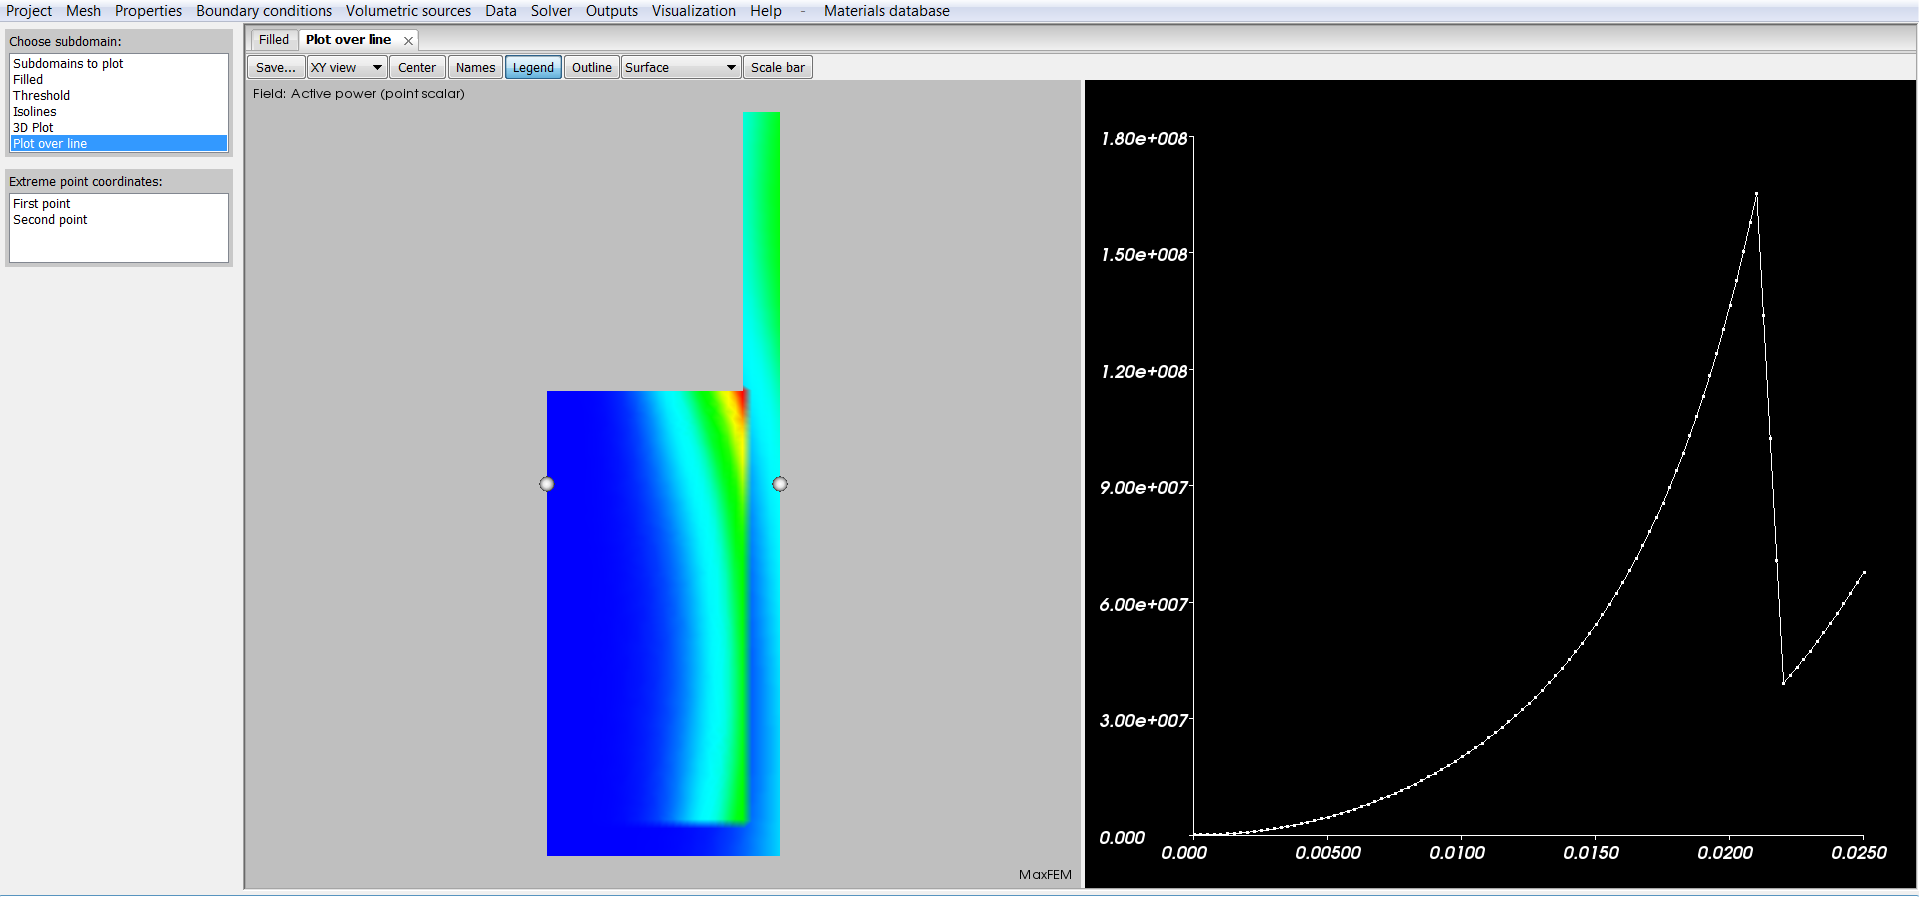 Project Mesh Properties Boundary conditions Volumetric sources Data Solver Outputs Visualization Help - Materials database
Choose subdomain:
Subdomains to plot
Filled
Threshold
Isolines
3D Plot
Plot over line
Extreme point coordinates:
First point
Second point
Filled Plot over line
Save... XY view Center Names Legend Outline Surface Scale bar
Field: Active power (point scalar)
MaxFEM
1.80e+008
1.50e+008
1.20e+008
9.00e+007
6.00e+007
3.00e+007
0.000
0.000 0.00500 0.0100 0.0150 0.0200 0.0250